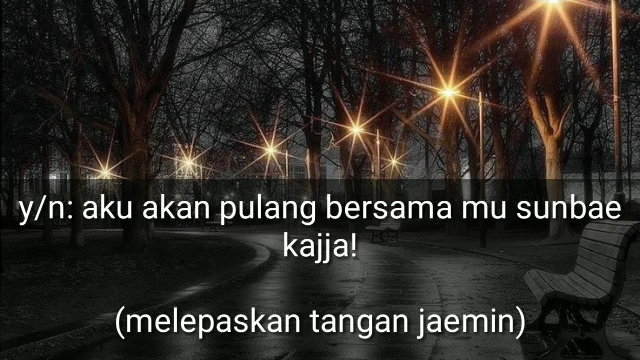 y/n: aku akan pulang bersama mu sunbae
kajja!
(melepaskan tangan jaemin)